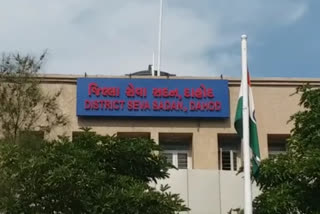 જિલ્લા સેવા સદન, દાહોદ
DISTRICT SEVA SADAN, DAHOD